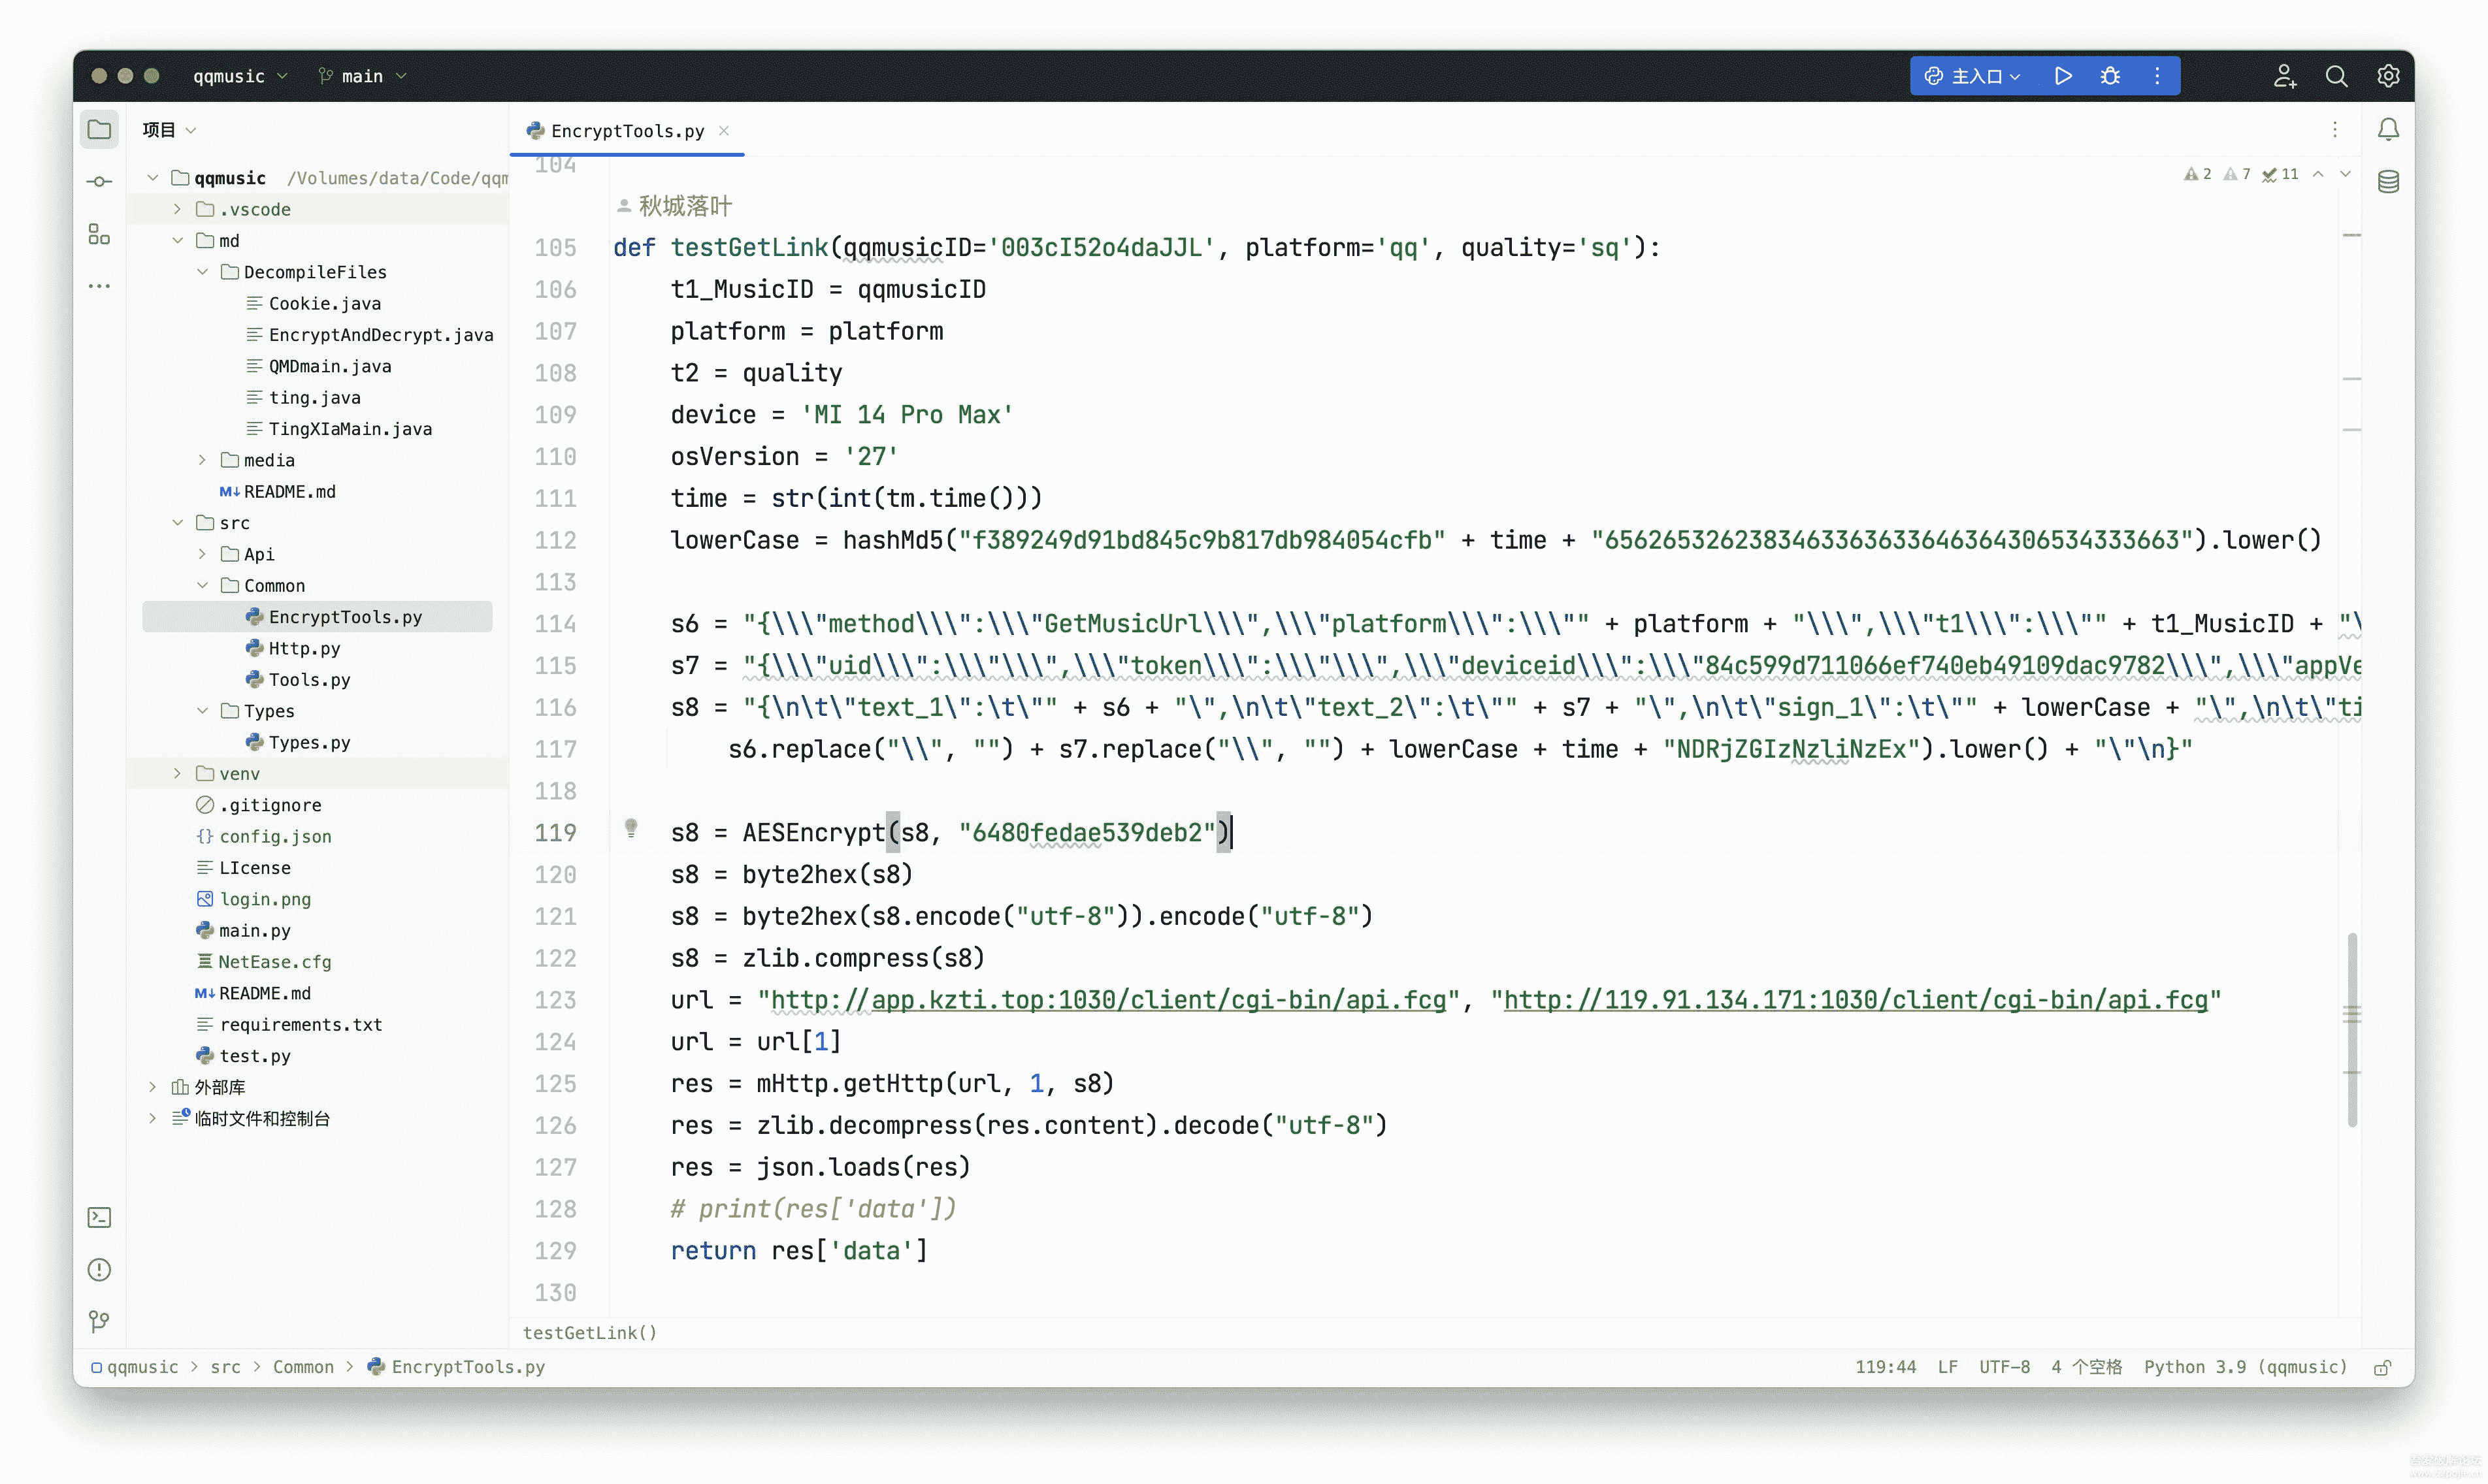 qqmusic main 主入口
项目
EncryptTools.py
qqmusic /Volumes/data/Code/qqm
.vscode
md
DecompileFiles
Cookie.java
EncryptAndDecrypt.java
QMDmain.java
ting.java
TingXIaMain.java
media
README.md
src
Api
Common
EncryptTools.py
Http.py
Tools.py
Types
Types.py
venv
.gitignore
config.json
LIcense
login.png
main.py
NetEase.cfg
README.md
requirements.txt
test.py
外部库
临时文件和控制台
2 7 11
104
秋城落叶
105 def testGetLink(qqmusicID='003cI52o4daJJL', platform='qq', quality='sq'):
106 t1_MusicID = qqmusicID
107 platform = platform
108 t2 = quality
109 device = 'MI 14 Pro Max'
110 osVersion = '27'
111 time = str(int(tm.time()))
112 lowerCase = hashMd5("f389249d91bd845c9b817db984054cfb" + time + "6562653262383463363633646364306534333663").lower()
113
114 s6 = "{\\\"method\\\":\\\"GetMusicUrl\\\",\\\"platform\\\":\\\"" + platform + "\\\",\\\"t1\\\":\\\"" + t1_MusicID + "\
115 s7 = "{\\\"uid\\\":\\\"\\\",\\\"token\\\":\\\"\\\",\\\"deviceid\\\":\\\"84c599d711066ef740eb49109dac9782\\\",\\\"appVe
116 s8 = "{\n\t\"text_1\":\t\"" + s6 + "\",\n\t\"text_2\":\t\"" + s7 + "\",\n\t\"sign_1\":\t\"" + lowerCase + "\",\n\t\"ti
117 s6.replace("\\", "") + s7.replace("\\", "") + lowerCase + time + "NDRjZGIzNzliNzEx").lower() + "\"\n}"
118
119 s8 = AESEncrypt(s8, "6480fedae539deb2")
120 s8 = byte2hex(s8)
121 s8 = byte2hex(s8.encode("utf-8")).encode("utf-8")
122 s8 = zlib.compress(s8)
123 url = "http://app.kzti.top:1030/client/cgi-bin/api.fcg", "http://119.91.134.171:1030/client/cgi-bin/api.fcg"
124 url = url[1]
125 res = mHttp.getHttp(url, 1, s8)
126 res = zlib.decompress(res.content).decode("utf-8")
127 res = json.loads(res)
128 # print(res['data'])
129 return res['data']
130
testGetLink()
qqmusic > src > Common > EncryptTools.py
119:44 LF UTF-8 4 个空格 Python 3.9 (qqmusic)